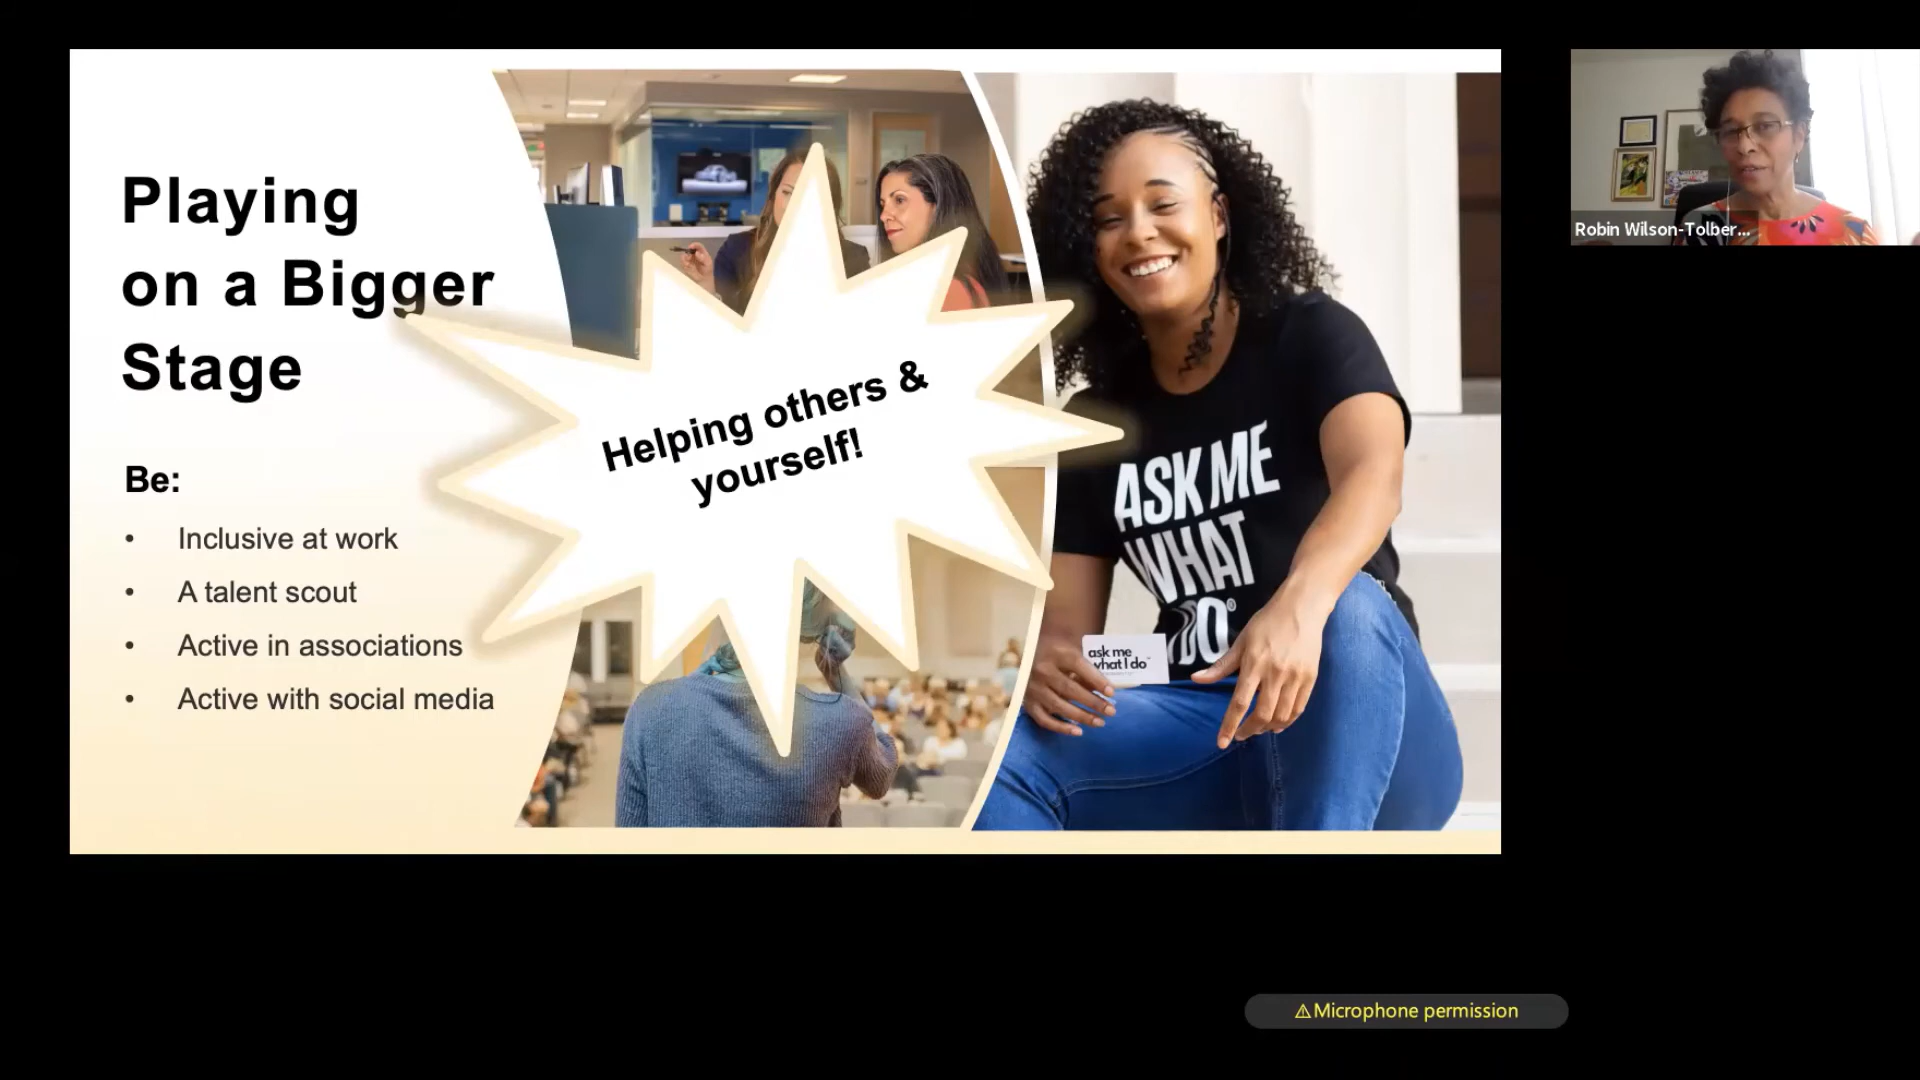 Playing
on a Bigger
Stage
Be:
• Inclusive at work
• A talent scout
• Active in associations
• Active with social media
Helping others &
yourself!
ASK ME
WHAT
I DO®
ask me
what I do™
Robin Wilson-Tolber...
⚠Microphone permission